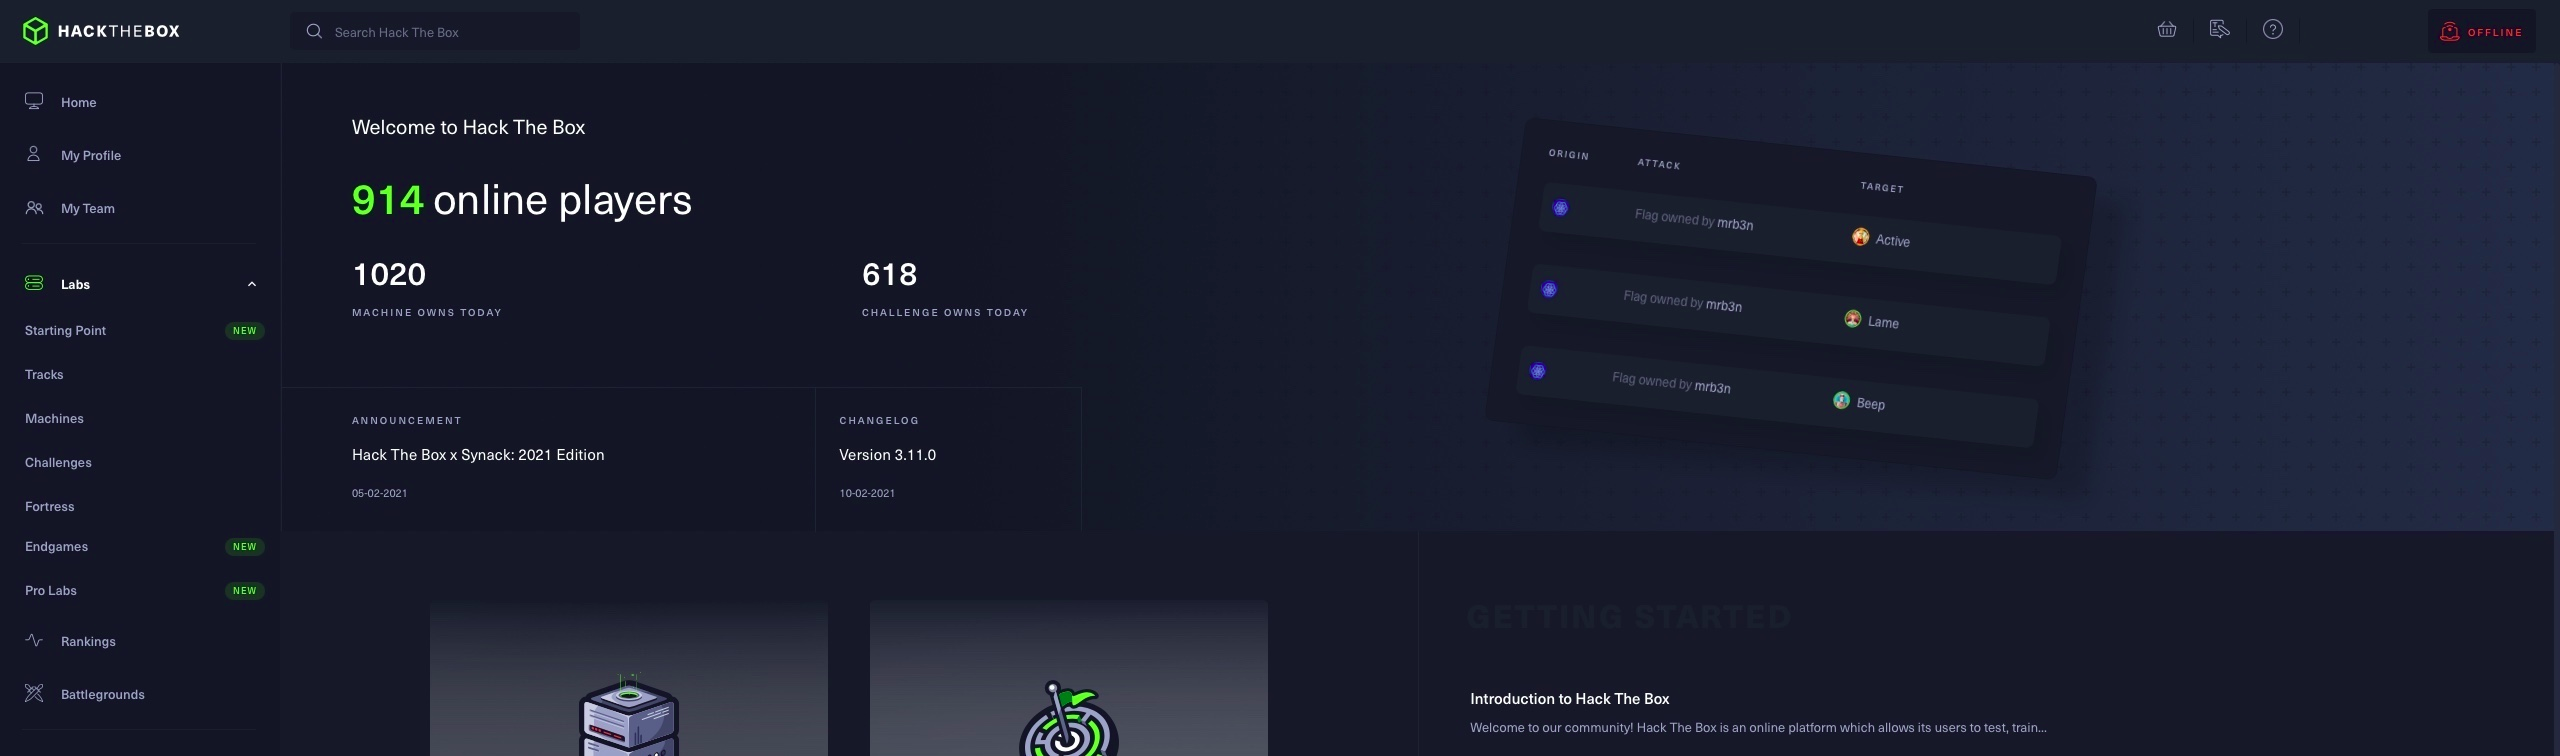 HACKTHEBOX
Search Hack The Box
OFFLINE
Home
My Profile
My Team
Labs
Starting Point NEW
Tracks
Machines
Challenges
Fortress
Endgames NEW
Pro Labs NEW
Rankings
Battlegrounds
Welcome to Hack The Box
914 online players
1020
MACHINE OWNS TODAY
618
CHALLENGE OWNS TODAY
ANNOUNCEMENT
Hack The Box x Synack: 2021 Edition
05-02-2021
CHANGELOG
Version 3.11.0
10-02-2021
ORIGIN ATTACK TARGET
Flag owned by mrb3n Active
Flag owned by mrb3n Lame
Flag owned by mrb3n Beep
GETTING STARTED
Introduction to Hack The Box
Welcome to our community! Hack The Box is an online platform which allows its users to test, train...